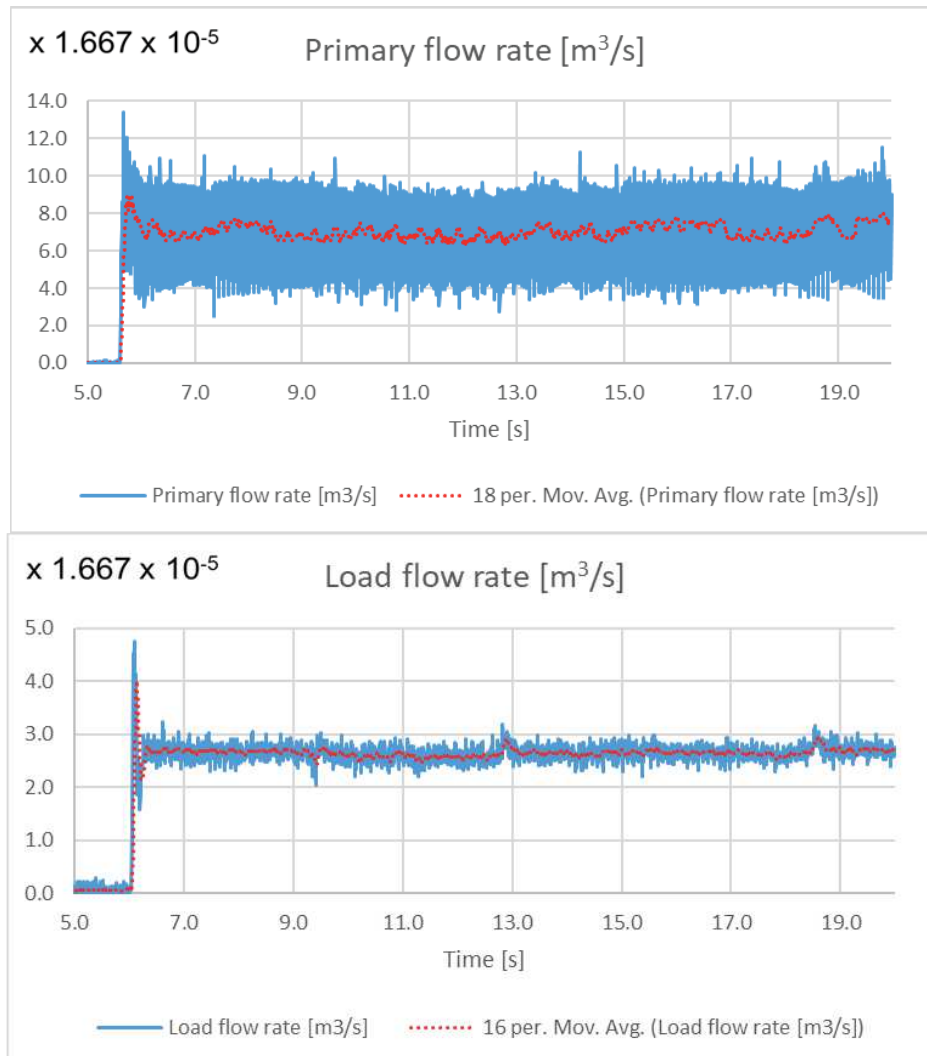 x 1.667 x 10⁻⁵
Primary flow rate [m³/s]
14.0
12.0
10.0
8.0
6.0
4.0
2.0
0.0
5.0 7.0 9.0 11.0 13.0 15.0 17.0 19.0
Time [s]
Primary flow rate [m3/s] 18 per. Mov. Avg. (Primary flow rate [m3/s])
x 1.667 x 10⁻⁵
Load flow rate [m³/s]
5.0
4.0
3.0
2.0
1.0
0.0
5.0 7.0 9.0 11.0 13.0 15.0 17.0 19.0
Time [s]
Load flow rate [m3/s] 16 per. Mov. Avg. (Load flow rate [m3/s])